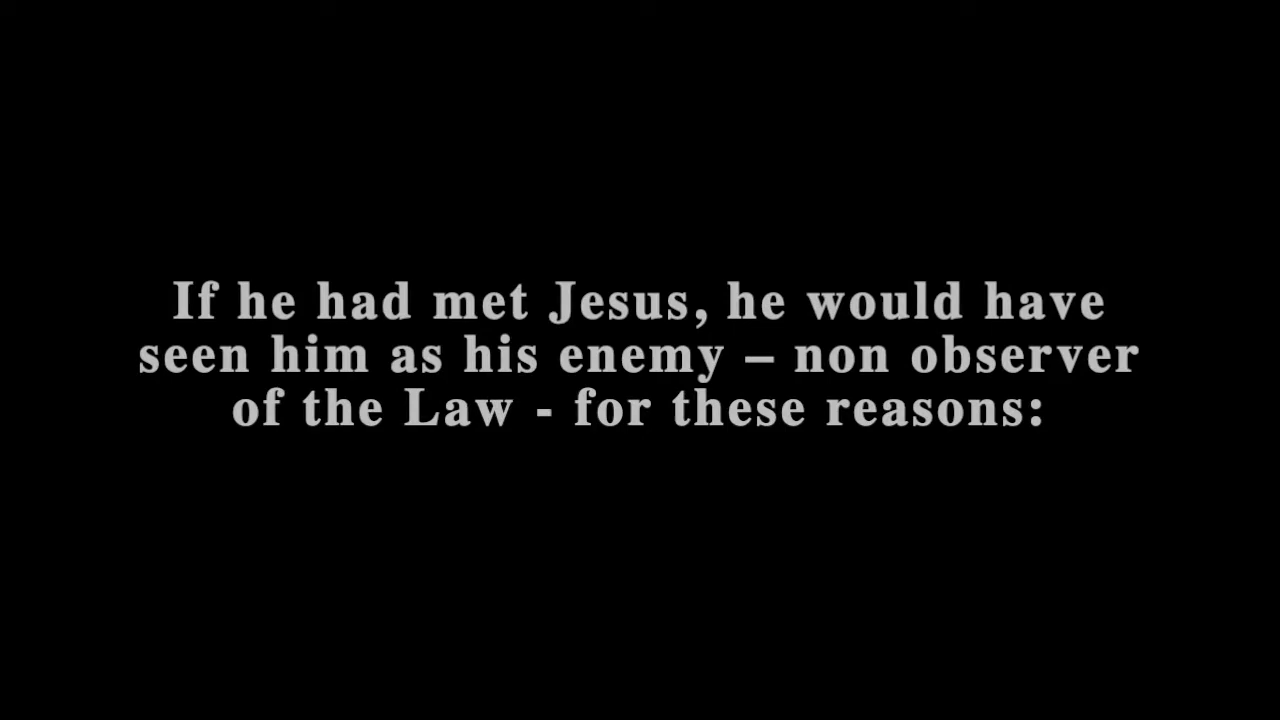 If he had met Jesus, he would have
seen him as his enemy – non observer
of the Law - for these reasons: